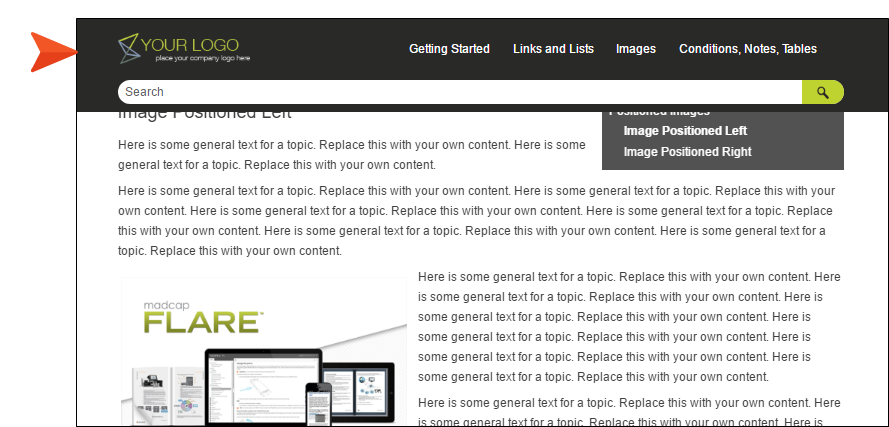 YOUR LOGO
place your company logo here
Getting Started Links and Lists Images Conditions, Notes, Tables
Search
Image Positioned Left
Positioned Images
Image Positioned Left
Image Positioned Right
Here is some general text for a topic. Replace this with your own content. Here is some
general text for a topic. Replace this with your own content.
Here is some general text for a topic. Replace this with your own content. Here is some general text for a topic. Replace this with your
own content. Here is some general text for a topic. Replace this with your own content. Here is some general text for a topic. Replace
this with your own content. Here is some general text for a topic. Replace this with your own content. Here is some general text for a
topic. Replace this with your own content.
madcap
FLARE™
Here is some general text for a topic. Replace this with your own content. Here
is some general text for a topic. Replace this with your own content. Here is
some general text for a topic. Replace this with your own content. Here is
some general text for a topic. Replace this with your own content. Here is
some general text for a topic. Replace this with your own content. Here is
some general text for a topic. Replace this with your own content.
Here is some general text for a topic. Replace this with your own content. Here
is some general text for a topic. Replace this with your own content. Here is